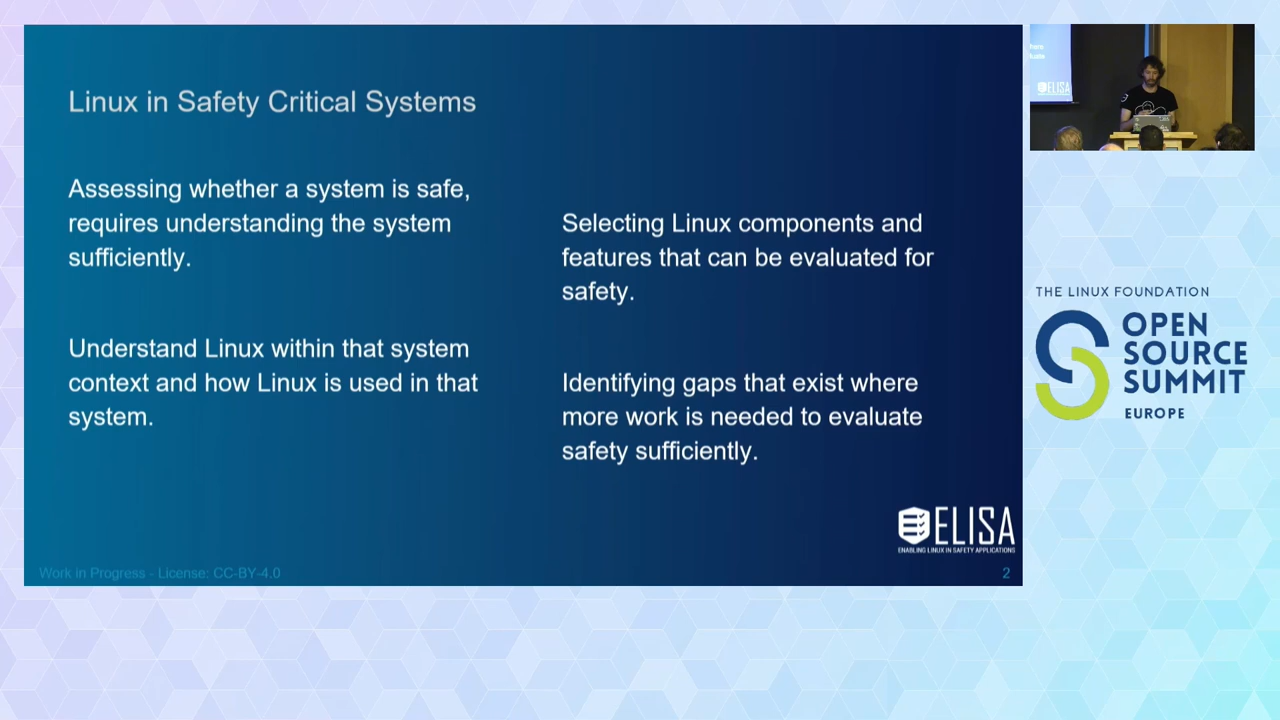 Linux in Safety Critical Systems
Assessing whether a system is safe,
requires understanding the system
sufficiently.
Understand Linux within that system
context and how Linux is used in that
system.
Selecting Linux components and
features that can be evaluated for
safety.
Identifying gaps that exist where
more work is needed to evaluate
safety sufficiently.
ELISA
ENABLING LINUX IN SAFETY APPLICATIONS
Work in Progress - License: CC-BY-4.0
2
ELISA
THE LINUX FOUNDATION
OPEN
SOURCE
SUMMIT
EUROPE